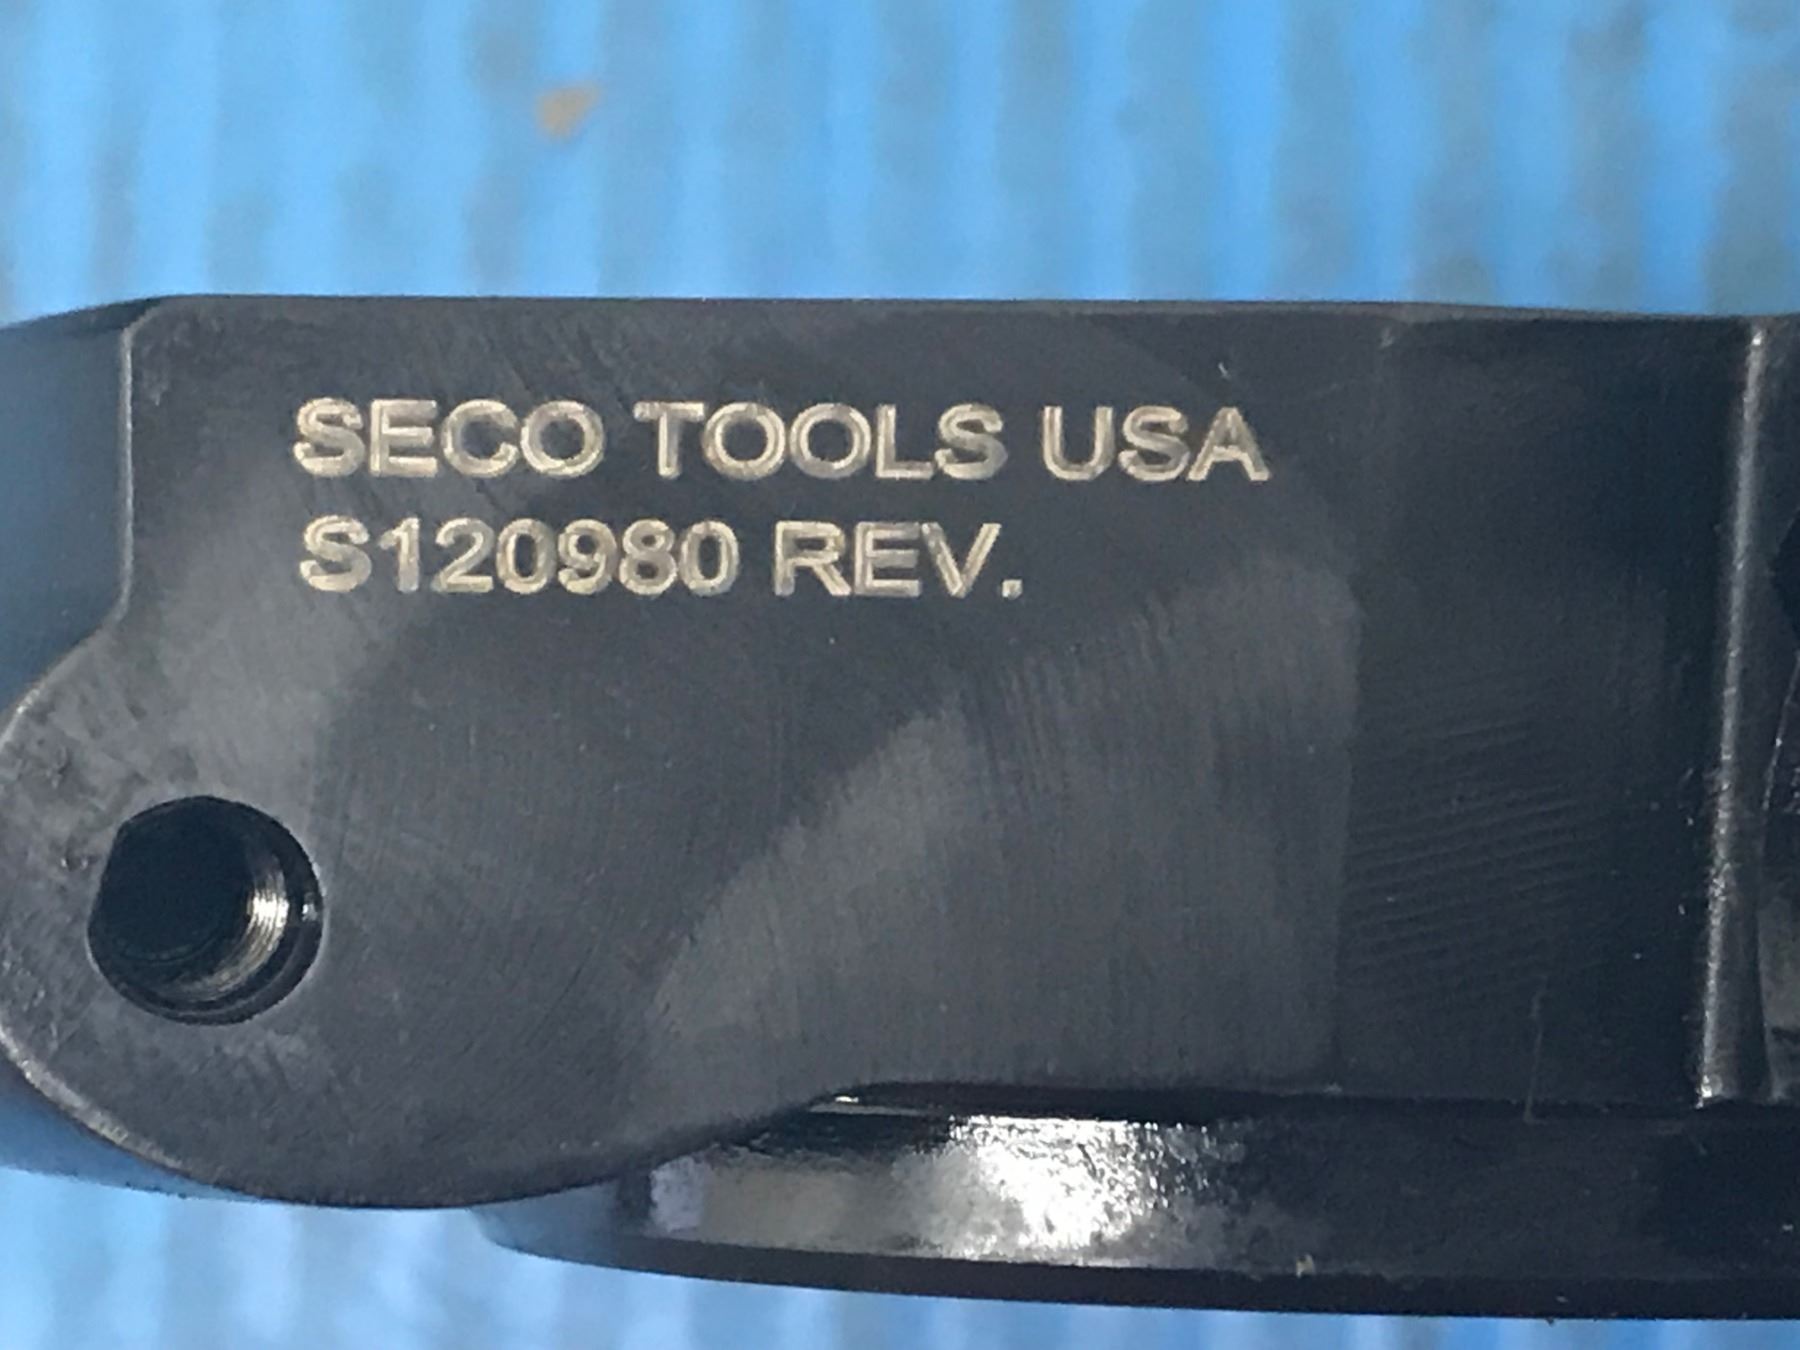 SECO TOOLS USA
S120980 REV.